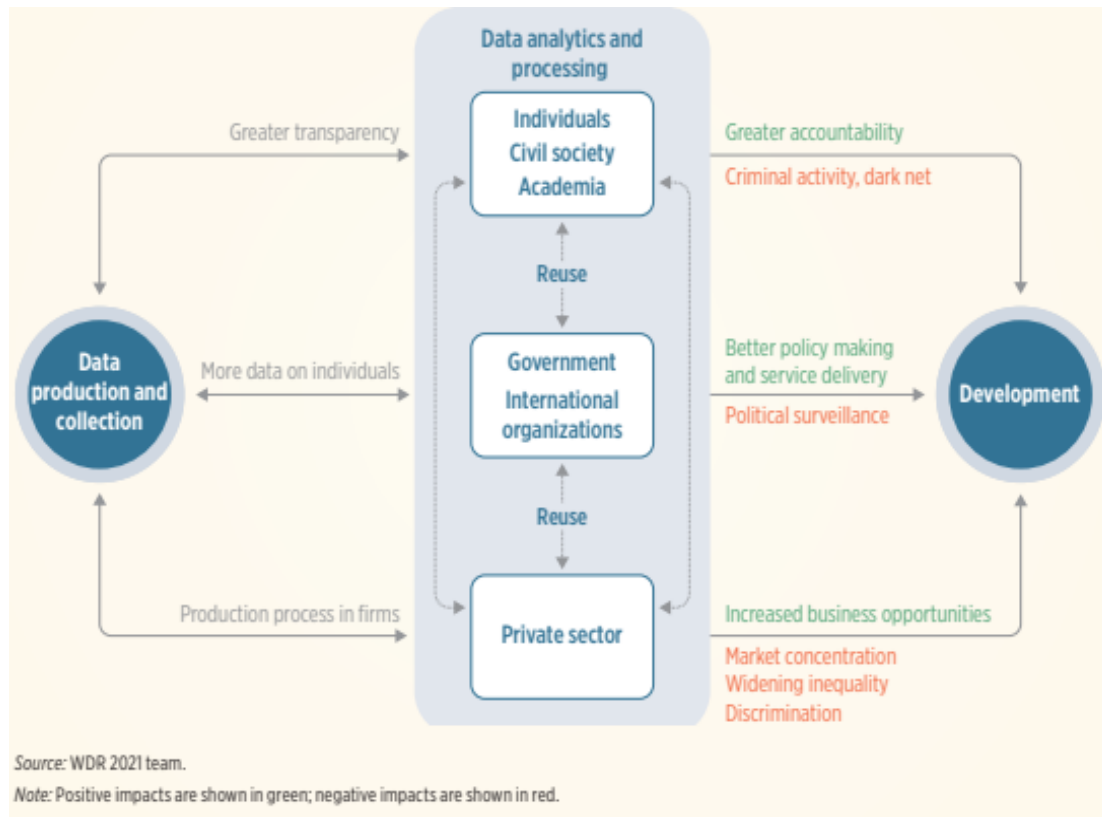 Data analytics and
processing
Greater transparency
Individuals
Civil society
Academia
Greater accountability
Criminal activity, dark net
Reuse
Data
production and
collection
More data on individuals
Government
International
organizations
Better policy making
and service delivery
Political surveillance
Development
Reuse
Production process in firms
Private sector
Increased business opportunities
Market concentration
Widening inequality
Discrimination
Source: WDR 2021 team.
Note: Positive impacts are shown in green; negative impacts are shown in red.